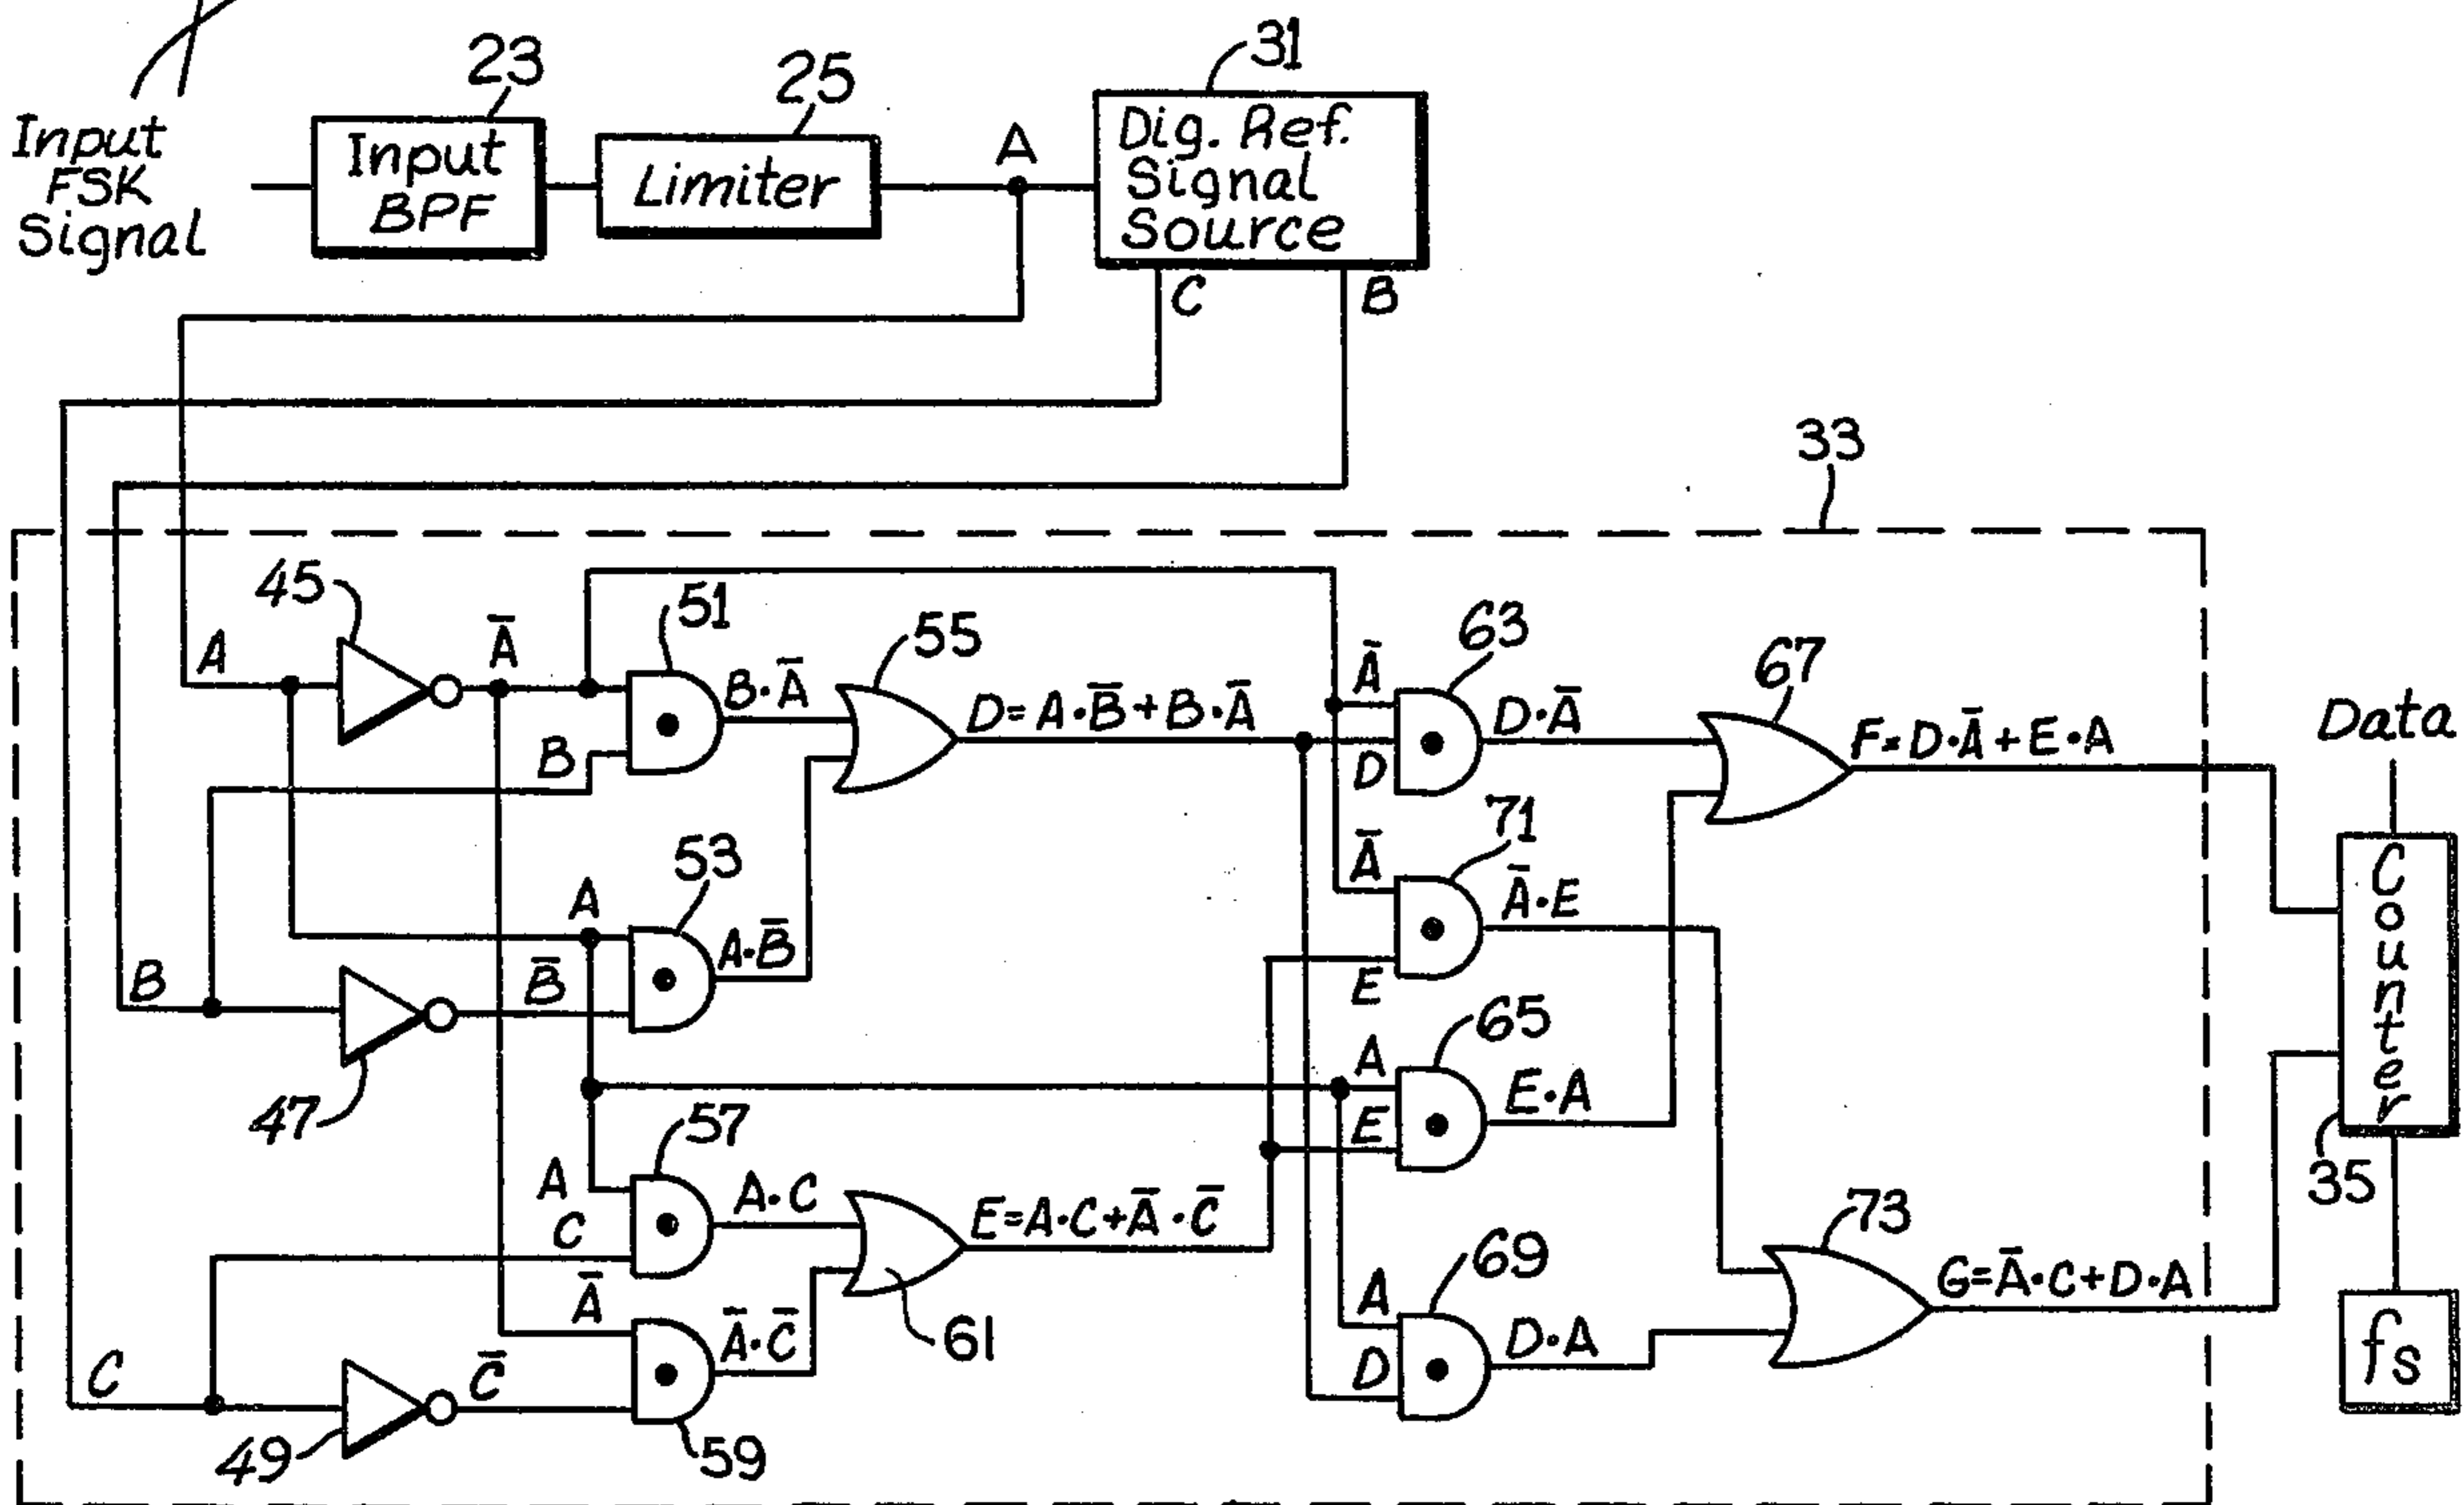 Input
FSK
Signal
23
Input
BPF
25
Limiter
A
31
Dig. Ref.
Signal
Source
C
B
33
45
A
Ā
51
B·Ā
B
55
D=A·B̄+B·Ā
63
Ā
D
D·Ā
67
F=D·Ā+E·A
Data
Counter
35
fs
71
Ā
E
Ā·E
53
A
B̄
A·B̄
B
47
65
A
E
E·A
57
A
C
A·C
E=A·C+Ā·C̄
61
69
A
D
D·A
73
G=Ā·C+D·A
Ā
C̄
Ā·C̄
59
C
49